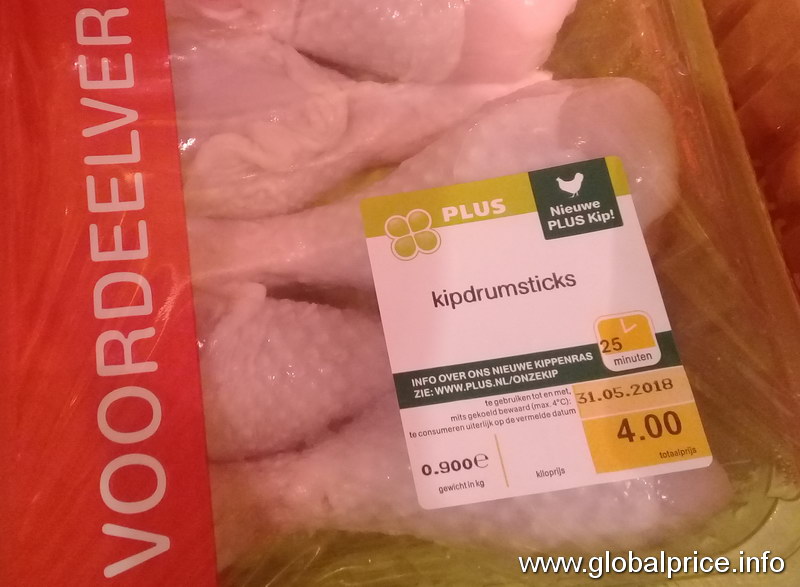 VOORDEELVER
PLUS
Nieuwe
PLUS Kip!
kipdrumsticks
25
minuten
INFO OVER ONS NIEUWE KIPPENRAS
ZIE: WWW.PLUS.NL/ONZEKIP
te gebruiken tot en met,
mits gekoeld bewaard (max. 4°C):
te consumeren uiterlijk op de vermelde datum
31.05.2018
4.00
totaalprijs
0.900e
gewicht in kg
kiloprijs
www.globalprice.info